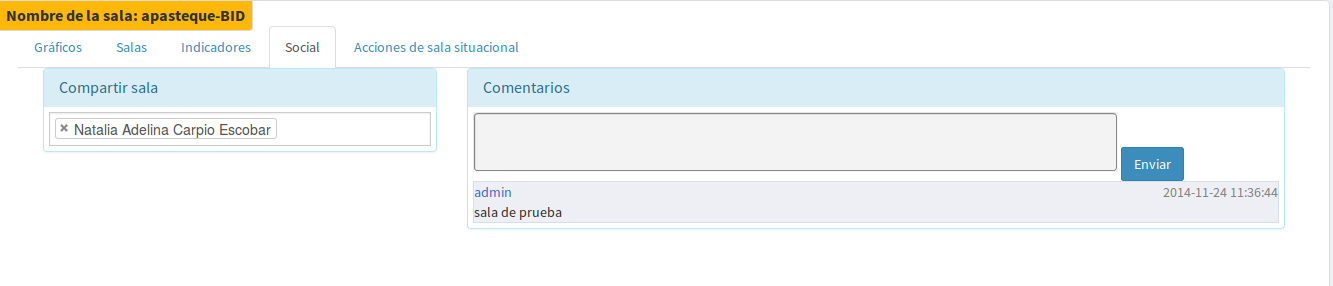 Nombre de la sala: apasteque-BID
Gráficos Salas Indicadores Social Acciones de sala situacional
Compartir sala
× Natalia Adelina Carpio Escobar
Comentarios
Enviar
admin 2014-11-24 11:36:44
sala de prueba